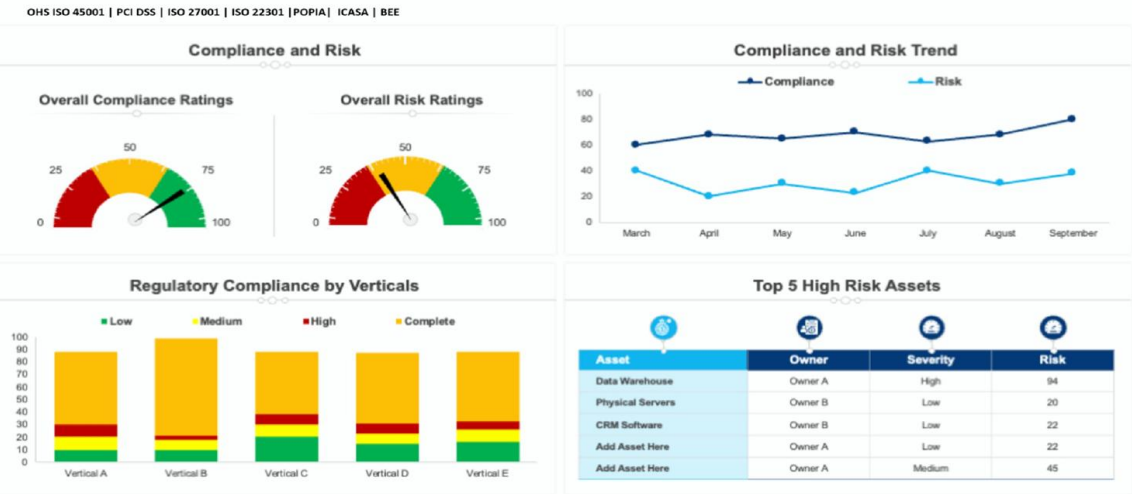 OHS ISO 45001 | PCI DSS | ISO 27001 | ISO 22301 |POPIA| ICASA | BEE
Compliance and Risk
Overall Compliance Ratings
0
25
50
75
100
Overall Risk Ratings
0
25
50
75
100
Compliance and Risk Trend
Compliance Risk
100
80
60
40
20
0
March April May June July August September
Regulatory Compliance by Verticals
Low Medium High Complete
100
90
80
70
60
50
40
30
20
10
0
Vertical A Vertical B Vertical C Vertical D Vertical E
Top 5 High Risk Assets
Asset Owner Severity Risk
Data Warehouse Owner A High 94
Physical Servers Owner B Low 20
CRM Software Owner B Low 22
Add Asset Here Owner A Low 22
Add Asset Here Owner A Medium 45